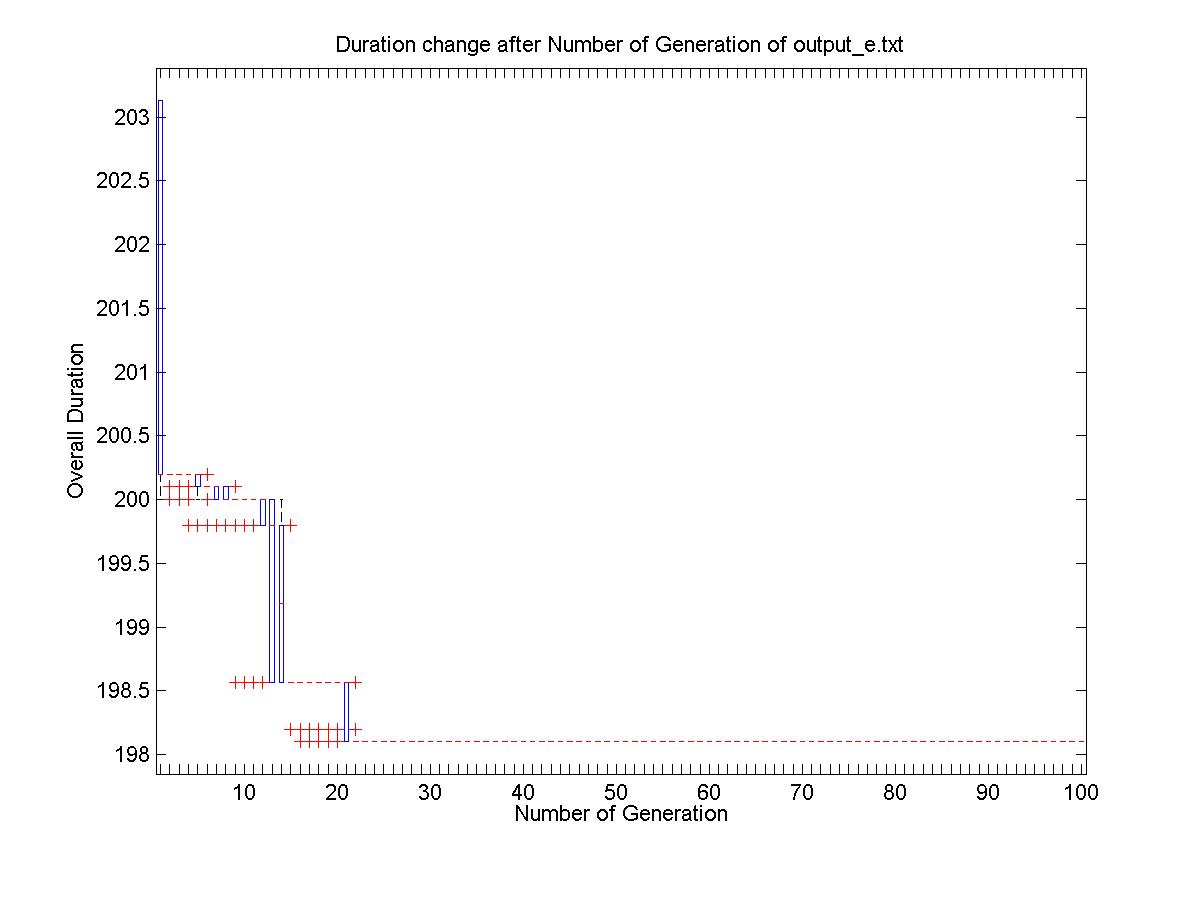 Duration change after Number of Generation of output_e.txt
203
202.5
202
201.5
201
200.5
200
199.5
199
198.5
198
Overall Duration
10 20 30 40 50 60 70 80 90 100
Number of Generation